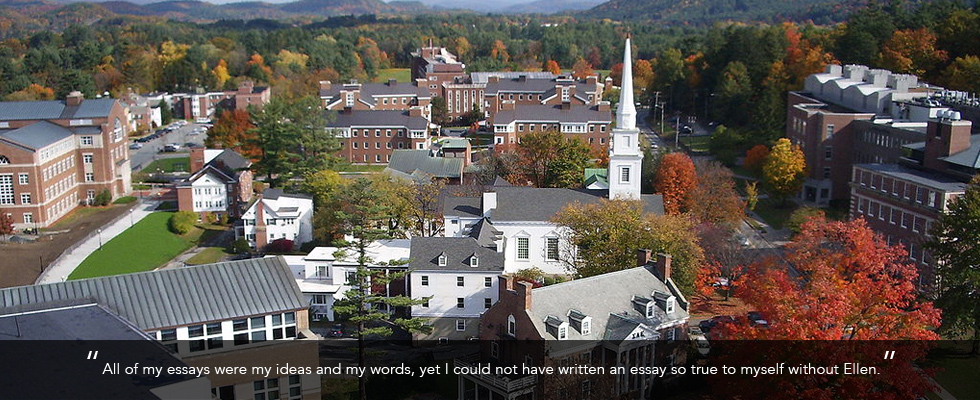 “ All of my essays were my ideas and my words, yet I could not have written an essay so true to myself without Ellen. ”
ΣΑΕ